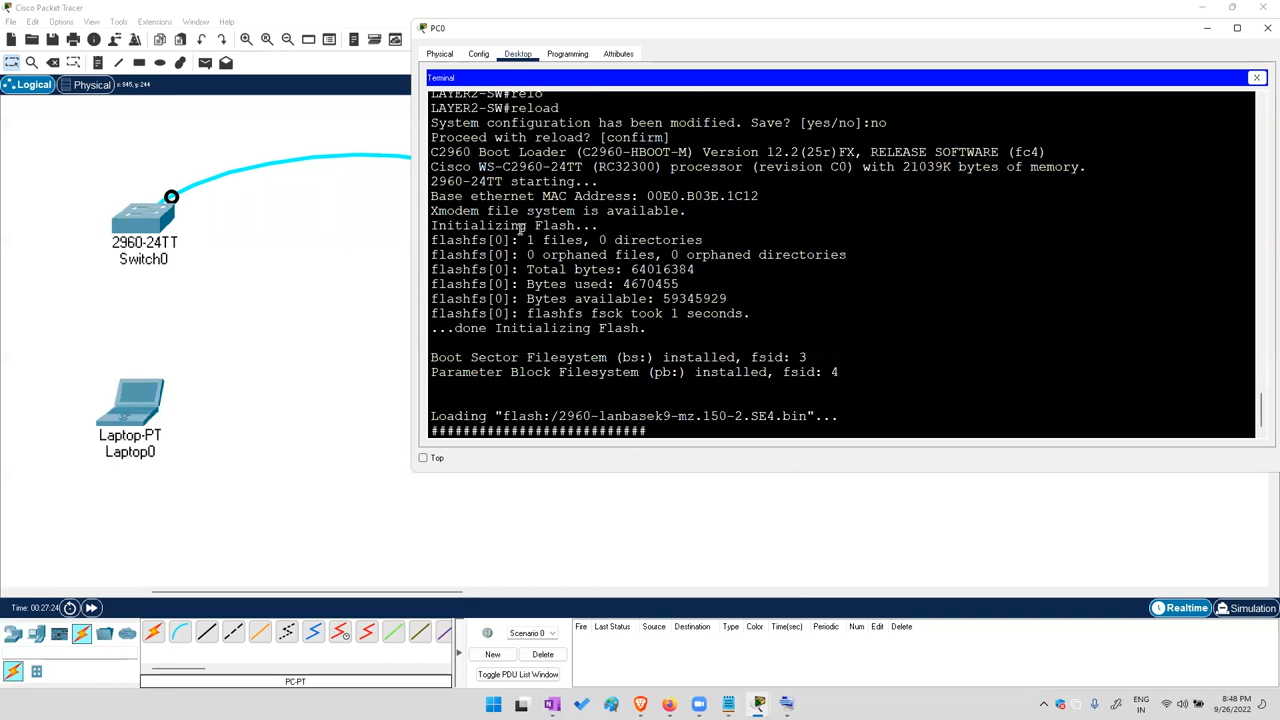 Cisco Packet Tracer
File Edit Options View Tools Extensions Window Help
Logical Physical x: 845, y: 244
2960-24TT
Switch0
Laptop-PT
Laptop0
PC0
Physical Config Desktop Programming Attributes
Terminal X
LAYER2-SW#relo
LAYER2-SW#reload
System configuration has been modified. Save? [yes/no]:no
Proceed with reload? [confirm]
C2960 Boot Loader (C2960-HBOOT-M) Version 12.2(25r)FX, RELEASE SOFTWARE (fc4)
Cisco WS-C2960-24TT (RC32300) processor (revision C0) with 21039K bytes of memory.
2960-24TT starting...
Base ethernet MAC Address: 00E0.B03E.1C12
Xmodem file system is available.
Initializing Flash...
flashfs[0]: 1 files, 0 directories
flashfs[0]: 0 orphaned files, 0 orphaned directories
flashfs[0]: Total bytes: 64016384
flashfs[0]: Bytes used: 4670455
flashfs[0]: Bytes available: 59345929
flashfs[0]: flashfs fsck took 1 seconds.
...done Initializing Flash.
Boot Sector Filesystem (bs:) installed, fsid: 3
Parameter Block Filesystem (pb:) installed, fsid: 4
Loading "flash:/2960-lanbasek9-mz.150-2.SE4.bin"...
###########################
Top
Time: 00:27:24
Realtime Simulation
Scenario 0
New Delete
Toggle PDU List Window
Fire Last Status Source Destination Type Color Time(sec) Periodic Num Edit Delete
PC-PT
ENG
IN
8:48 PM
9/26/2022